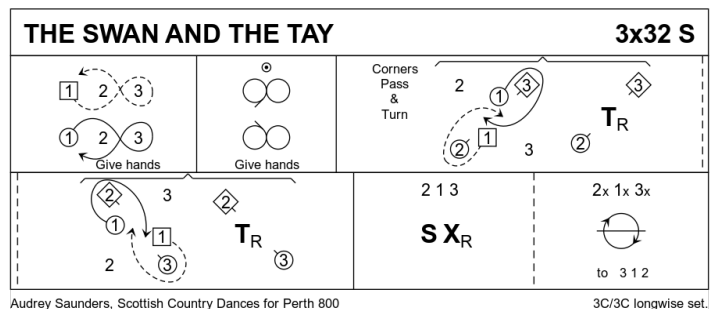 THE SWAN AND THE TAY 3x32 S
1 2 3
1 2 3
Give hands
Give hands
Corners
Pass
&
Turn
2 1 3 3
2 1 3 2
TR
2 3 2
1 1
2 3 3
TR
2 1 3
S XR
2x 1x 3x
to 3 1 2
Audrey Saunders, Scottish Country Dances for Perth 800 3C/3C longwise set.